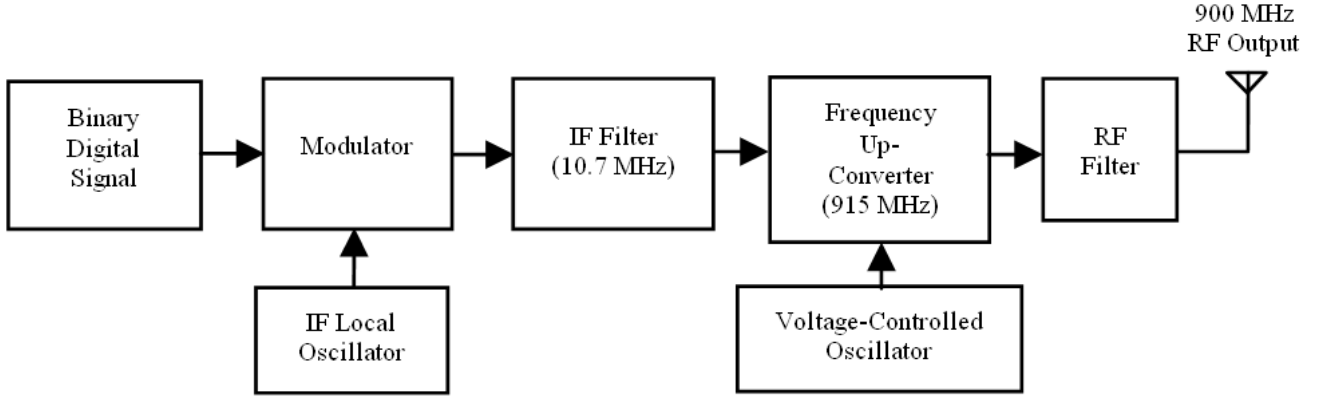 900 MHz
RF Output
Binary
Digital
Signal
Modulator
IF Filter
(10.7 MHz)
Frequency
Up-
Converter
(915 MHz)
RF
Filter
IF Local
Oscillator
Voltage-Controlled
Oscillator